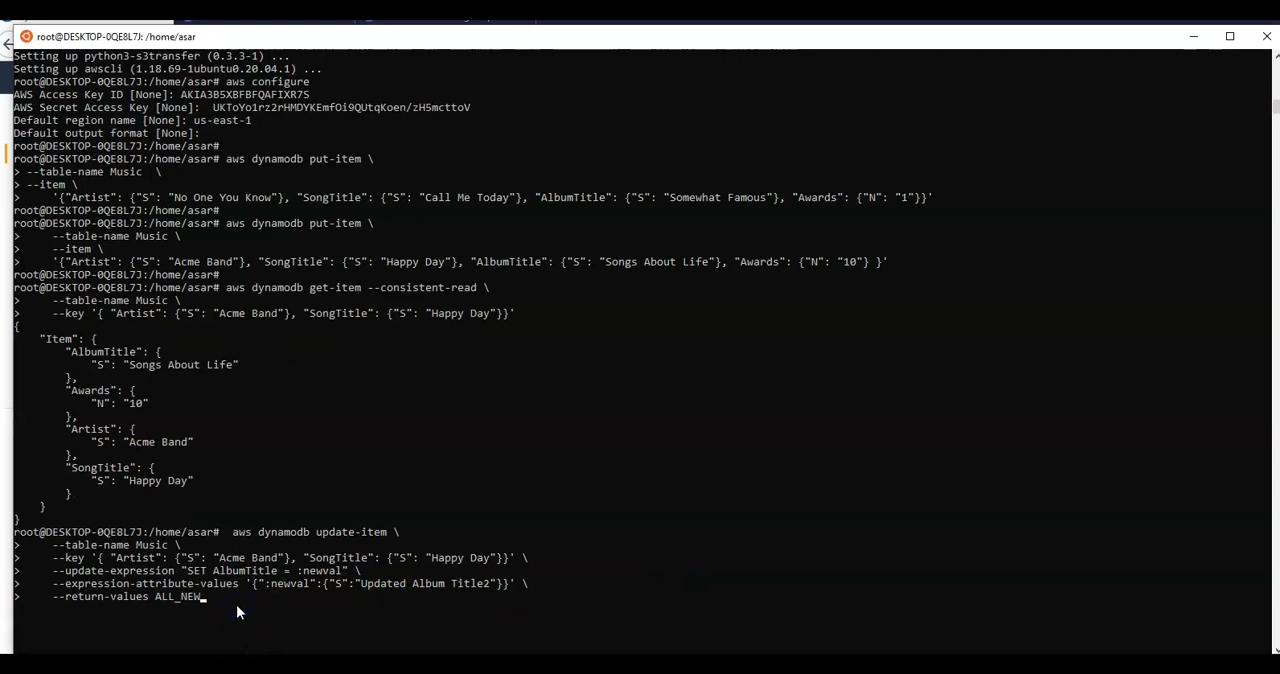 root@DESKTOP-0QE8L7J: /home/asar
Setting up python3-s3transfer (0.3.3-1) ...
Setting up awscli (1.18.69-1ubuntu0.20.04.1) ...
root@DESKTOP-0QE8L7J:/home/asar# aws configure
AWS Access Key ID [None]: AKIA3B5XBFBFQAFIXR7S
AWS Secret Access Key [None]:  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
Default region name [None]: us-east-1
Default output format [None]:
root@DESKTOP-0QE8L7J:/home/asar#
root@DESKTOP-0QE8L7J:/home/asar# aws dynamodb put-item \
> --table-name Music  \
> --item \
>     '{"Artist": {"S": "No One You Know"}, "SongTitle": {"S": "Call Me Today"}, "AlbumTitle": {"S": "Somewhat Famous"}, "Awards": {"N": "1"}}'
root@DESKTOP-0QE8L7J:/home/asar#
root@DESKTOP-0QE8L7J:/home/asar# aws dynamodb put-item \
>     --table-name Music \
>     --item \
>     '{"Artist": {"S": "Acme Band"}, "SongTitle": {"S": "Happy Day"}, "AlbumTitle": {"S": "Songs About Life"}, "Awards": {"N": "10"} }'
root@DESKTOP-0QE8L7J:/home/asar#
root@DESKTOP-0QE8L7J:/home/asar# aws dynamodb get-item --consistent-read \
>     --table-name Music \
>     --key '{ "Artist": {"S": "Acme Band"}, "SongTitle": {"S": "Happy Day"}}'
{
    "Item": {
        "AlbumTitle": {
            "S": "Songs About Life"
        },
        "Awards": {
            "N": "10"
        },
        "Artist": {
            "S": "Acme Band"
        },
        "SongTitle": {
            "S": "Happy Day"
        }
    }
}
root@DESKTOP-0QE8L7J:/home/asar#  aws dynamodb update-item \
>     --table-name Music \
>     --key '{ "Artist": {"S": "Acme Band"}, "SongTitle": {"S": "Happy Day"}}' \
>     --update-expression "SET AlbumTitle = :newval" \
>     --expression-attribute-values '{":newval":{"S":"Updated Album Title2"}}' \
>     --return-values ALL_NEW